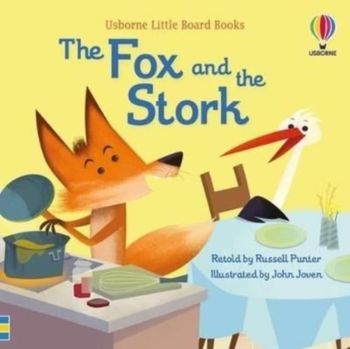 Usborne Little Board Books
USBORNE
The Fox and the
Stork
Retold by Russell Punter
Illustrated by John Joven